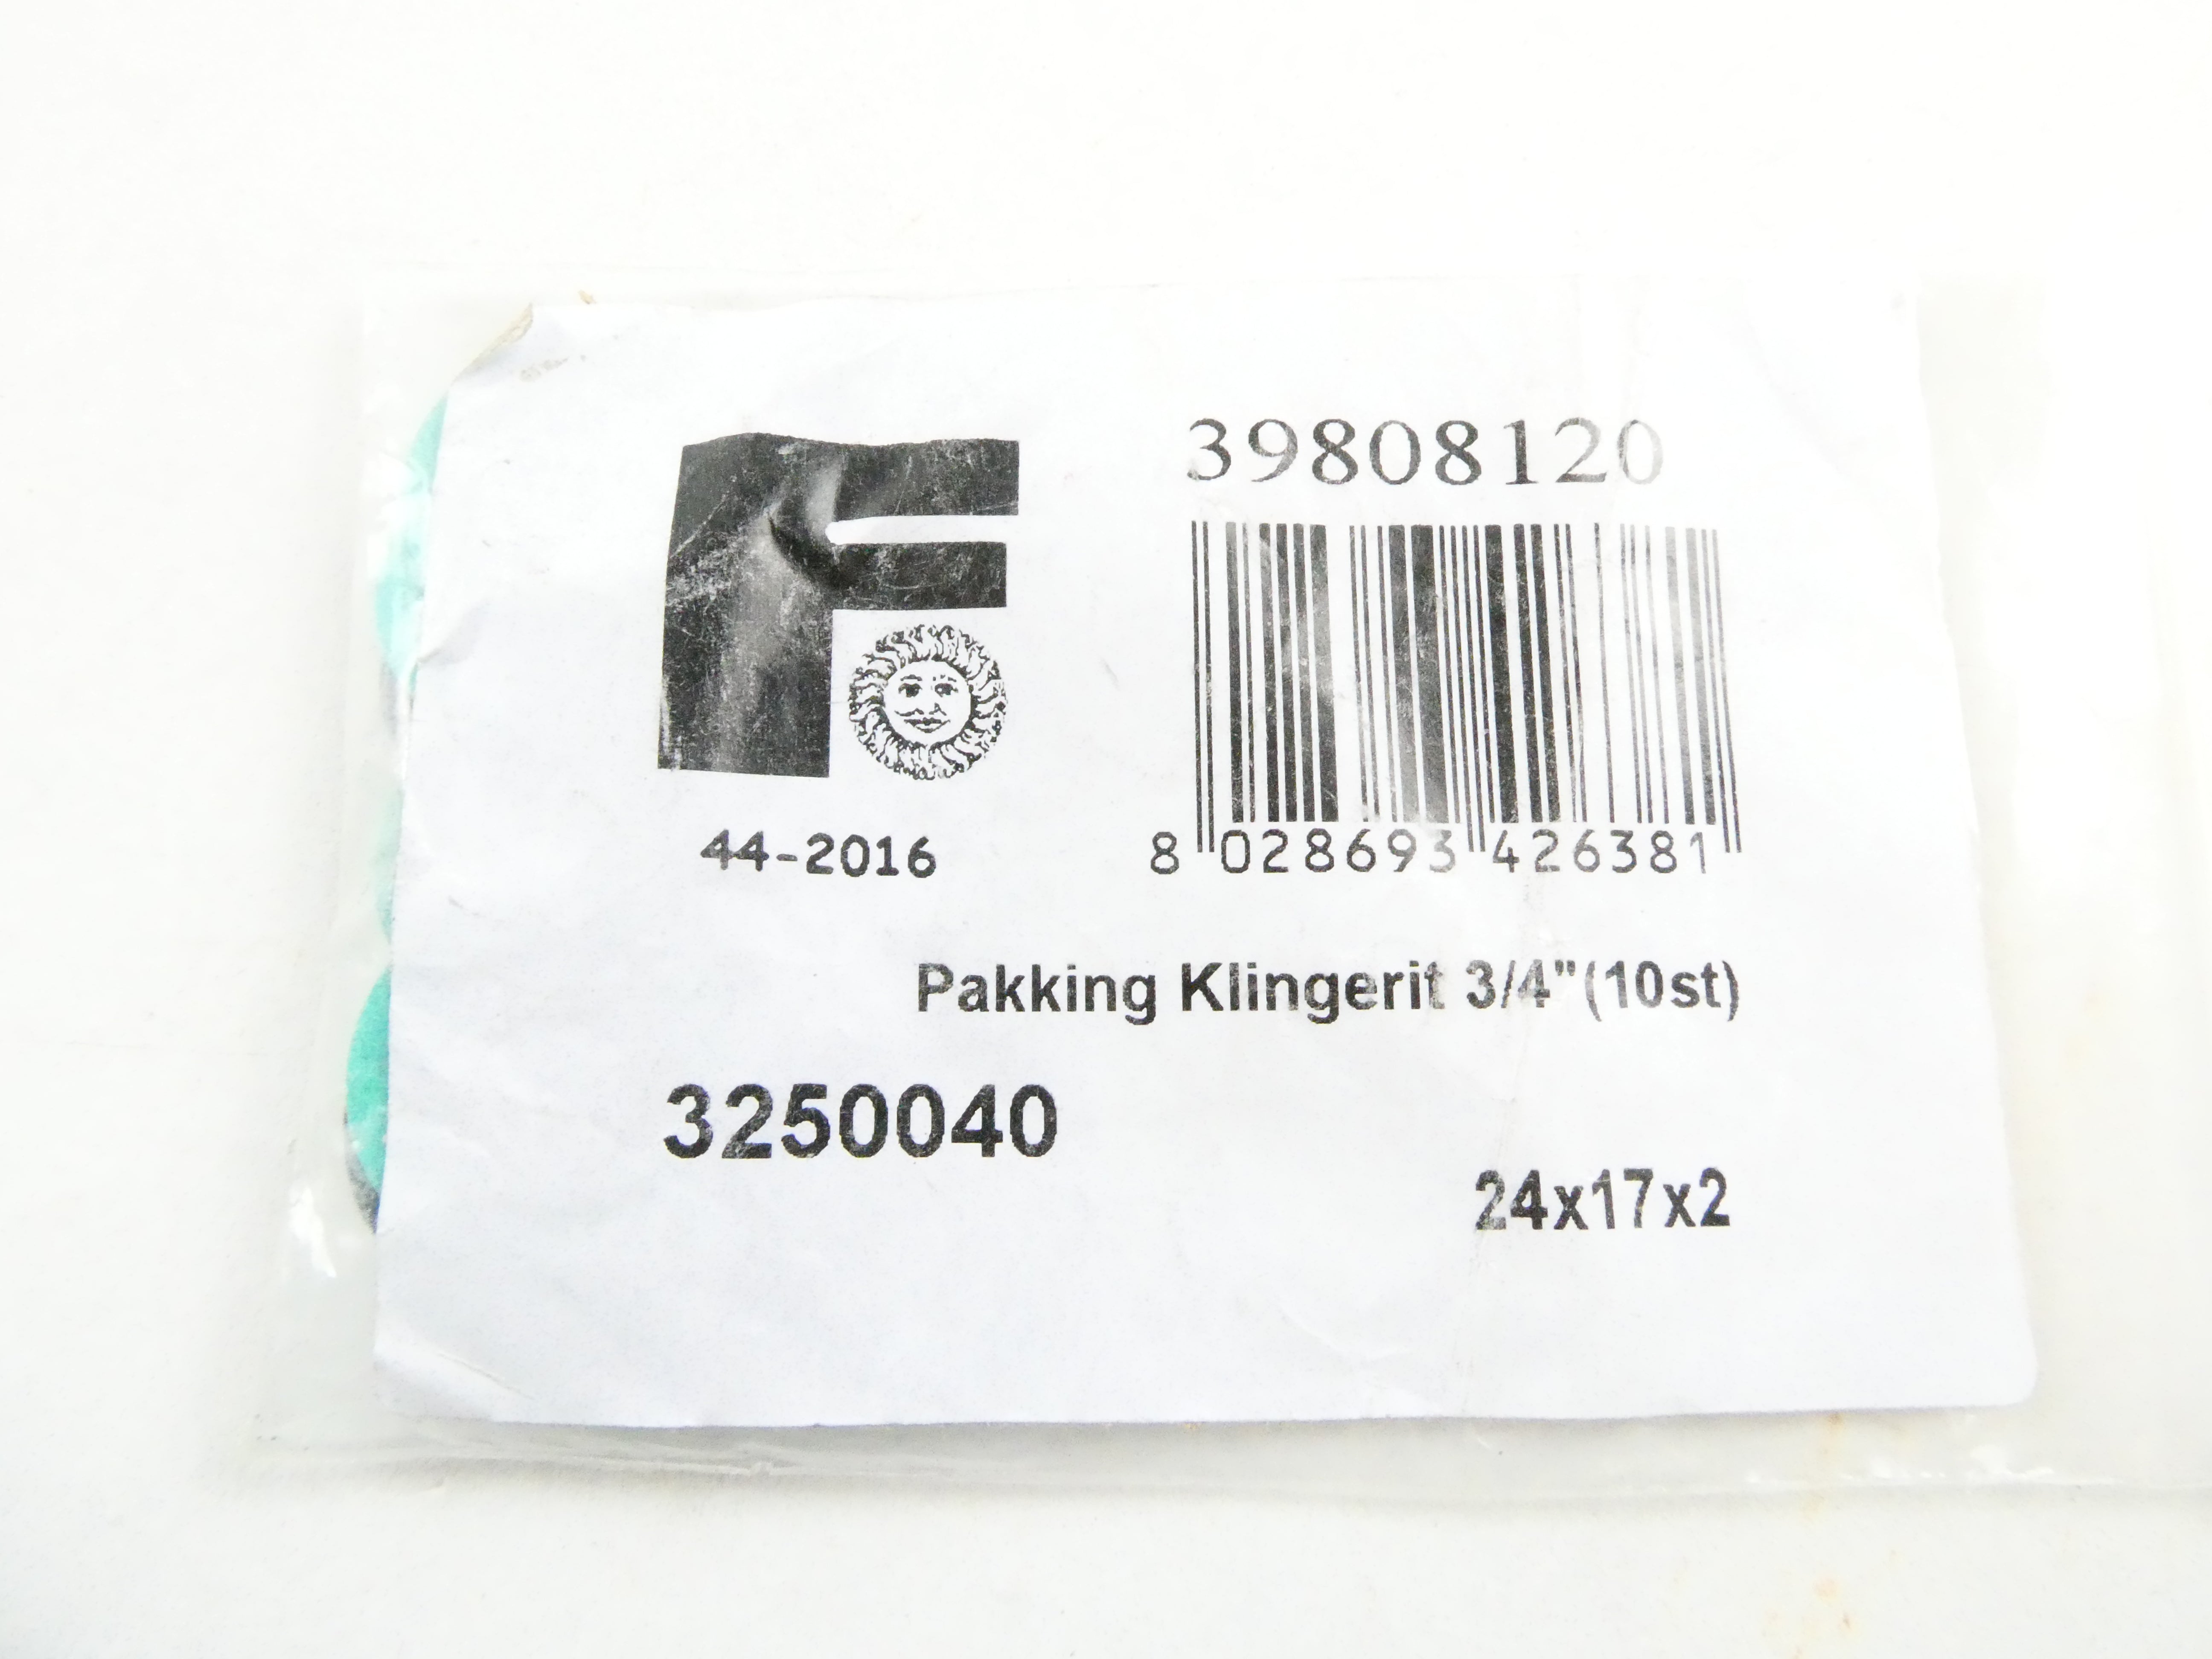 F
39808120
44-2016
8 028693 426381
Pakking Klingerit 3/4"(10st)
3250040
24x17x2